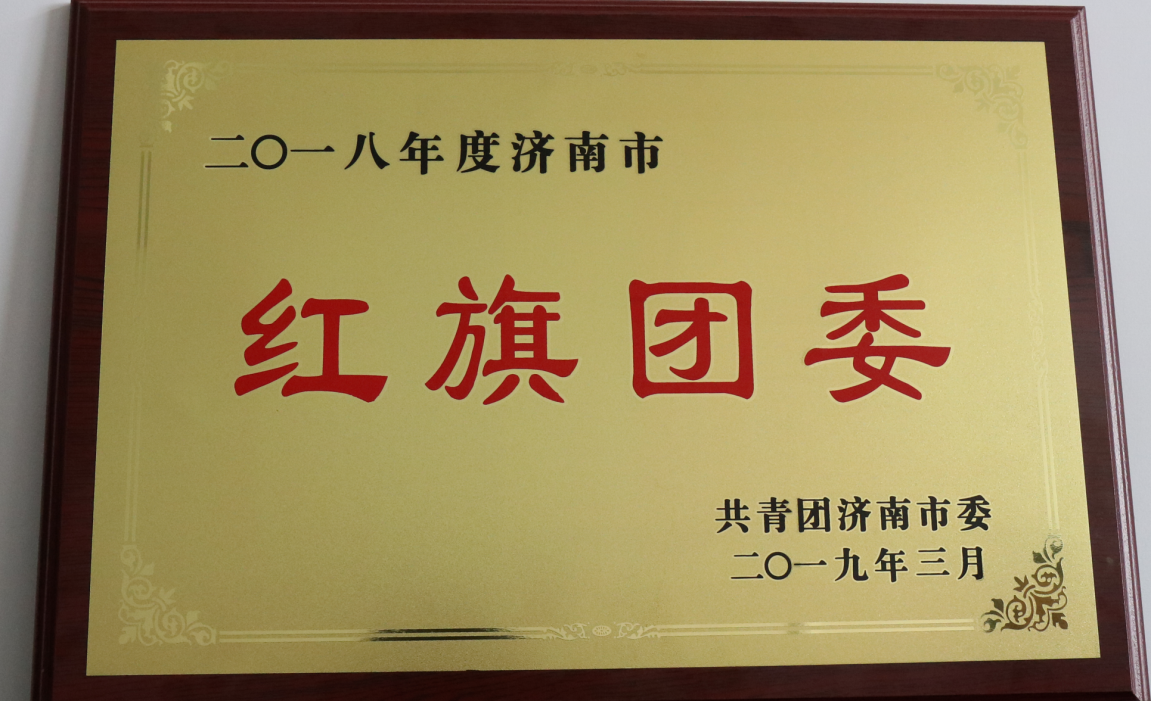 二〇一八年度济南市
红旗团委
共青团济南市委
二〇一九年三月